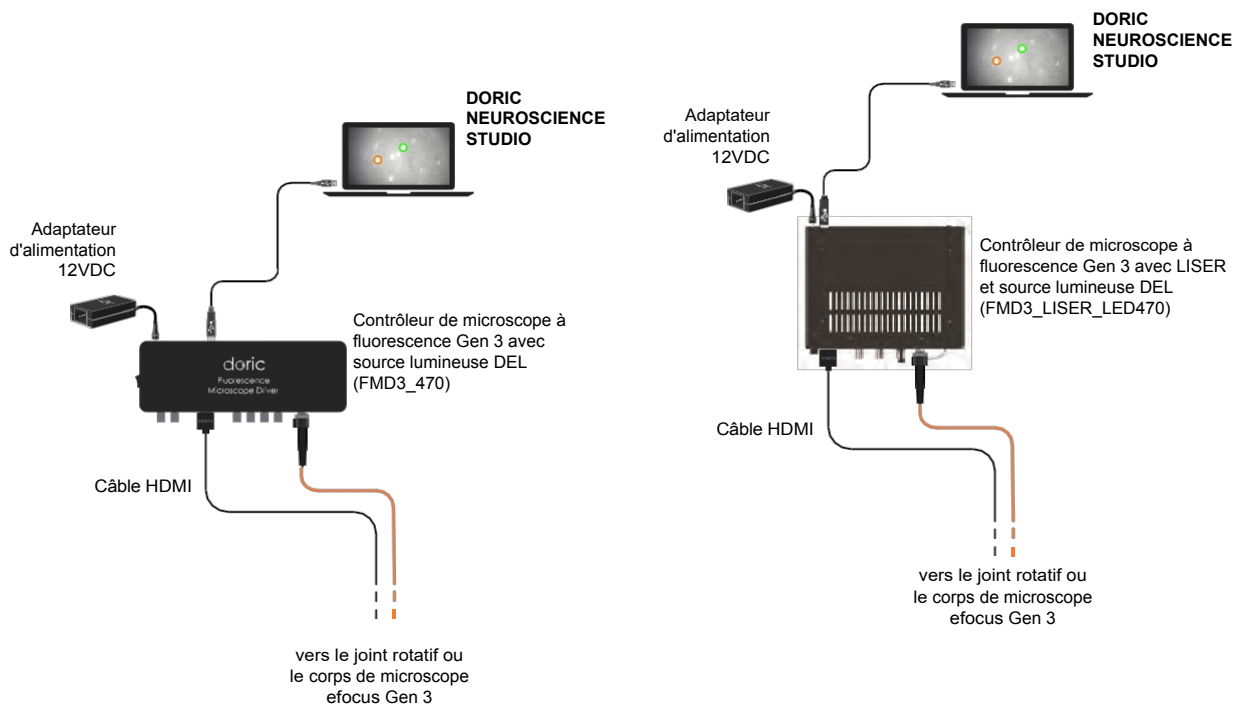 DORIC
NEUROSCIENCE
STUDIO
Adaptateur
d'alimentation
12VDC
doric
Fluorescence
Microscope Driver
Contrôleur de microscope à
fluorescence Gen 3 avec
source lumineuse DEL
(FMD3_470)
Câble HDMI
vers le joint rotatif ou
le corps de microscope
efocus Gen 3
DORIC
NEUROSCIENCE
STUDIO
Adaptateur
d'alimentation
12VDC
Contrôleur de microscope à
fluorescence Gen 3 avec LISER
et source lumineuse DEL
(FMD3_LISER_LED470)
Câble HDMI
vers le joint rotatif ou
le corps de microscope
efocus Gen 3